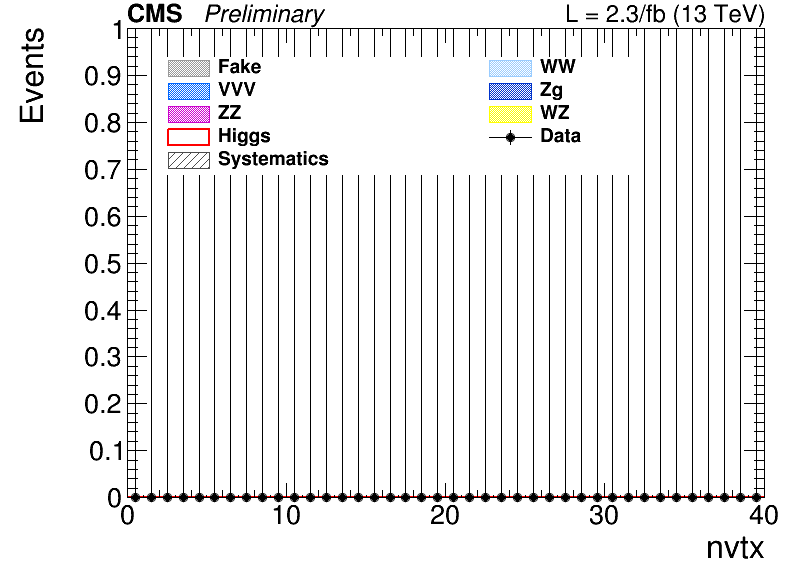 CMS Preliminary L = 2.3/fb (13 TeV)
Events
1
0.9
0.8
0.7
0.6
0.5
0.4
0.3
0.2
0.1
0
Fake WW
VVV Zg
ZZ WZ
Higgs Data
Systematics
0 10 20 30 40
nvtx